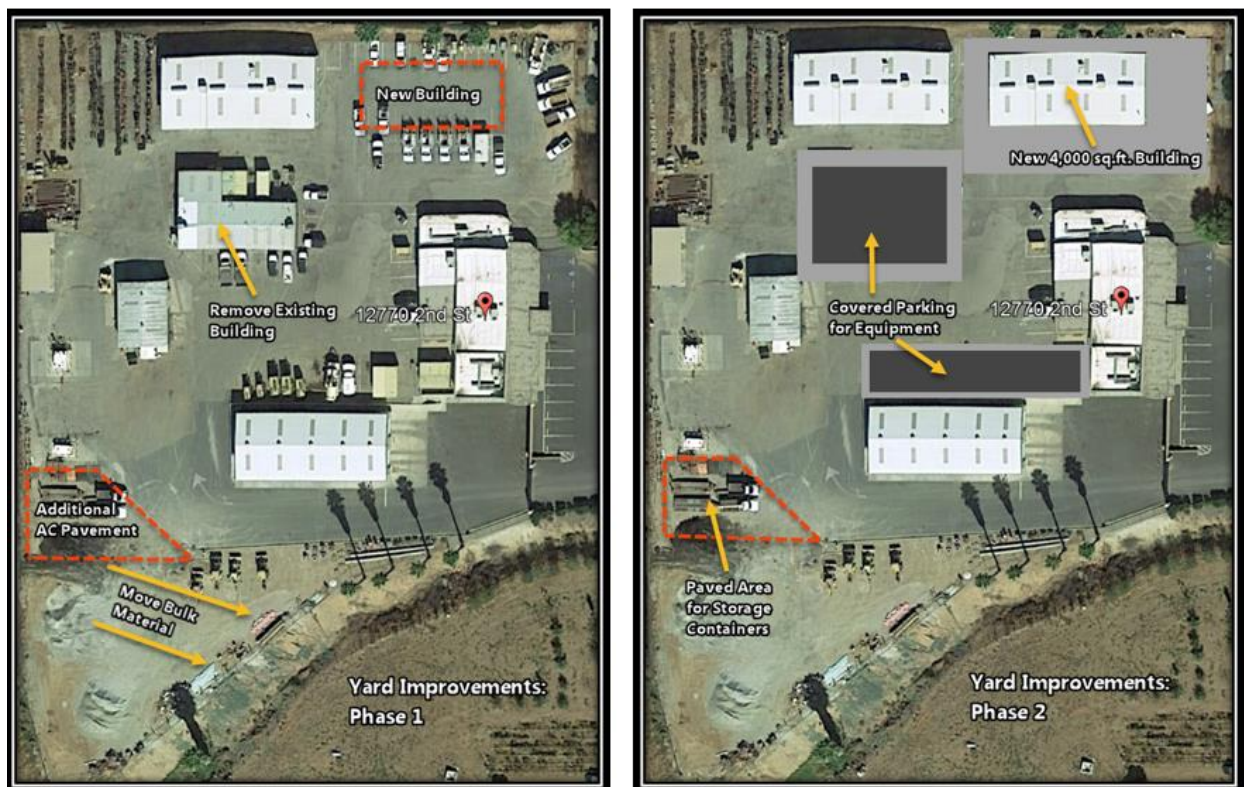 New Building
Remove Existing
Building
12770 2nd St
Additional
AC Pavement
Move Bulk
Material
Yard Improvements:
Phase 1
New 4,000 sq.ft. Building
Covered Parking
for Equipment
12770 2nd St
Paved Area
for Storage
Containers
Yard Improvements:
Phase 2